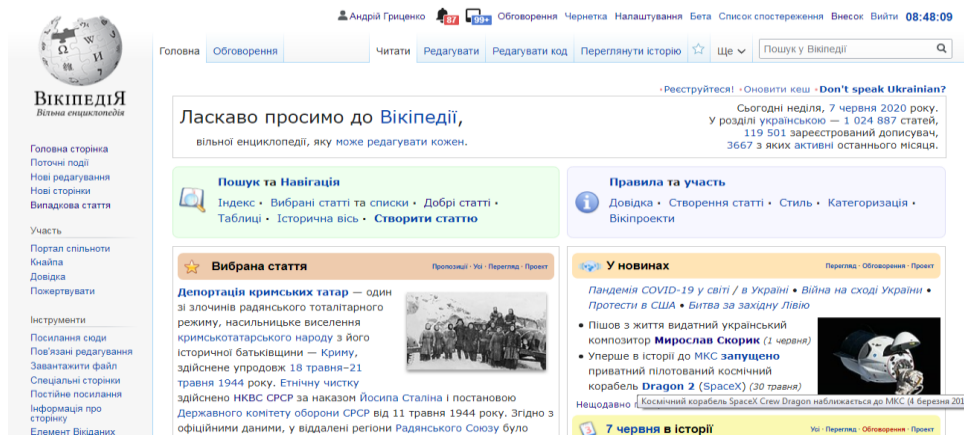 Андрій Гриценко 87 99+ Обговорення Чернетка Налаштування Бета Список спостереження Внесок Вийти 08:48:09
Головна Обговорення Читати Редагувати Редагувати код Переглянути історію Ще Пошук у Вікіпедії
ВікіпедіЯ
Вільна енциклопедія
•Реєструйтеся! •Оновити кеш •Don't speak Ukrainian?
Ласкаво просимо до Вікіпедії,
вільної енциклопедії, яку може редагувати кожен.
Сьогодні неділя, 7 червня 2020 року.
У розділі українською — 1 024 887 статей,
119 501 зареєстрований дописувач,
3667 з яких активні останнього місяця.
Головна сторінка
Поточні події
Нові редагування
Нові сторінки
Випадкова стаття
Участь
Портал спільноти
Кнайпа
Довідка
Пожертвувати
Інструменти
Посилання сюди
Пов'язані редагування
Завантажити файл
Спеціальні сторінки
Постійне посилання
Інформація про
сторінку
Елемент Вікіданих
Пошук та Навігація
Індекс • Вибрані статті та списки • Добрі статті •
Таблиці • Історична вісь • Створити статтю
Правила та участь
Довідка • Створення статті • Стиль • Категоризація •
Вікіпроекти
Вибрана стаття Пропозиції · Усі · Перегляд · Проект
Депортація кримських татар — один
зі злочинів радянського тоталітарного
режиму, насильницьке виселення
кримськотатарського народу з його
історичної батьківщини — Криму,
здійснене упродовж 18 травня–21
травня 1944 року. Етнічну чистку
здійснено НКВС СРСР за наказом Йосипа Сталіна і постановою
Державного комітету оборони СРСР від 11 травня 1944 року. Згідно з
офіційними даними, у віддалені регіони Радянського Союзу було
У новинах Перегляд · Обговорення · Проект
Пандемія COVID-19 у світі / в Україні • Війна на сході України •
Протести в США • Битва за західну Лівію
• Пішов з життя видатний український
композитор Мирослав Скорик (1 червня)
• Уперше в історії до МКС запущено
приватний пілотований космічний
корабель Dragon 2 (SpaceX) (30 травня)
Нещодавно
Космічний корабель SpaceX Crew Dragon наближається до МКС (4 березня 201
7 червня в історії Усі · Перегляд · Обговорення · Проект